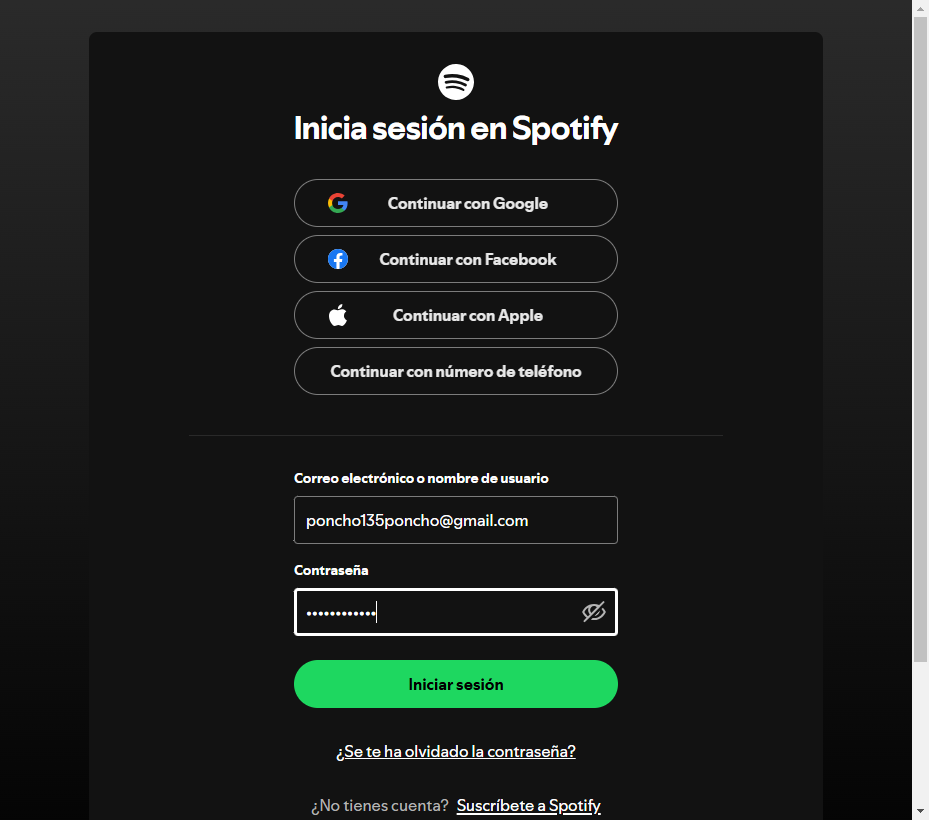 Inicia sesión en Spotify
Continuar con Google
Continuar con Facebook
Continuar con Apple
Continuar con número de teléfono
Correo electrónico o nombre de usuario
poncho135poncho@gmail.com
Contraseña
••••••••••••
Iniciar sesión
¿Se te ha olvidado la contraseña?
¿No tienes cuenta? Suscríbete a Spotify